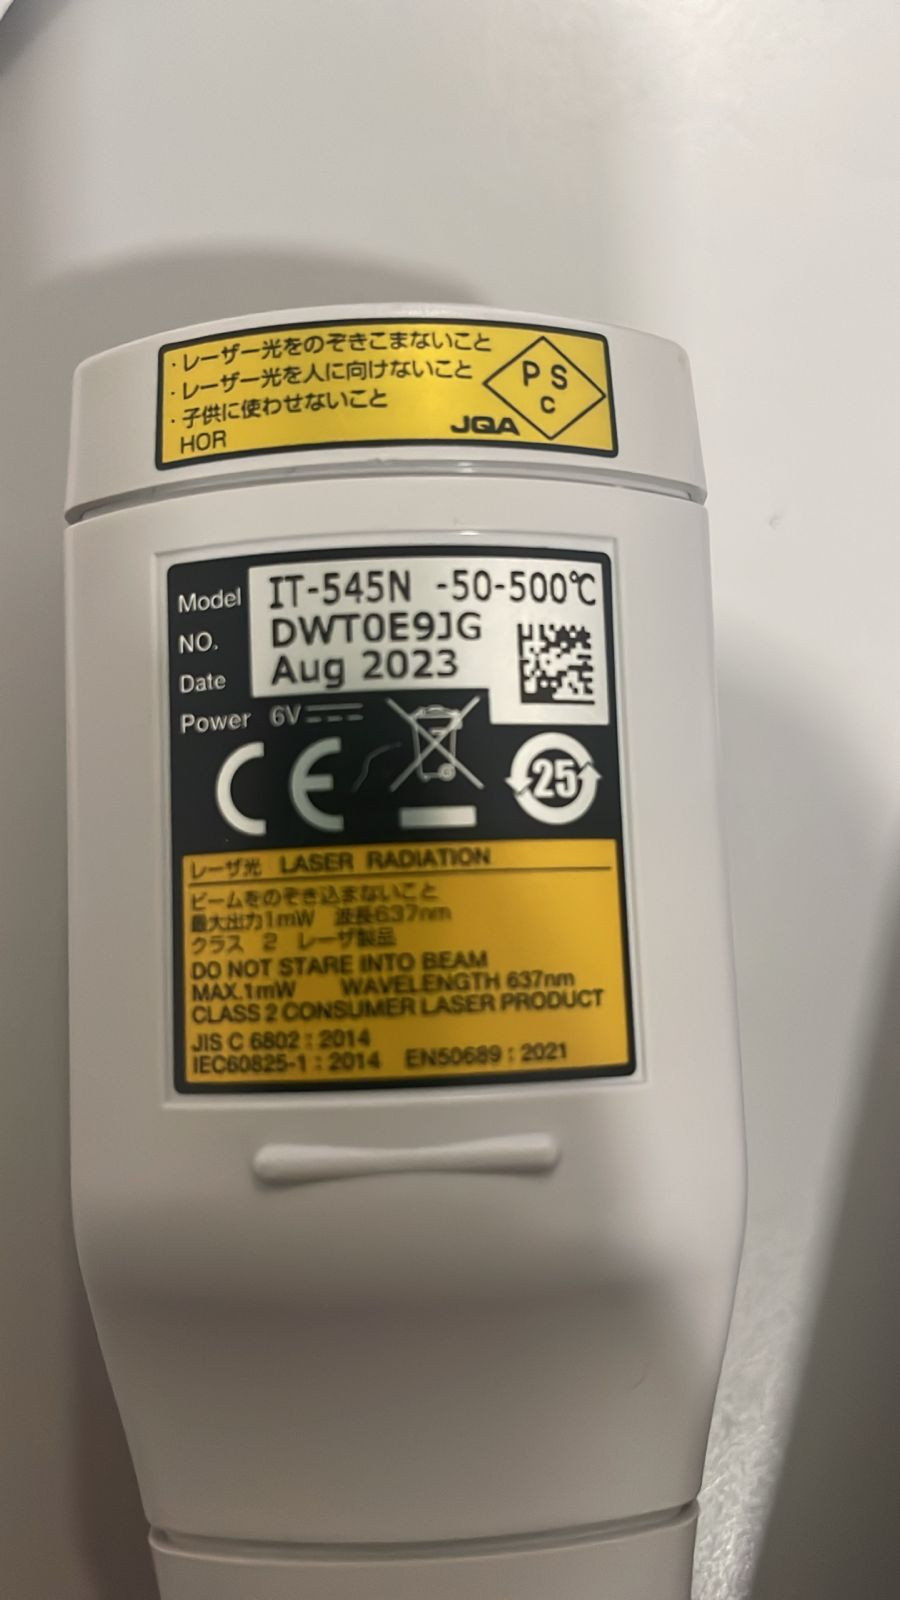 ・レーザー光をのぞきこまないこと
・レーザー光を人に向けないこと
・子供に使わせないこと
HOR
JQA
PS
C
Model IT-545N -50-500℃
NO. DWT0E9JG
Date Aug 2023
Power 6V
CE
25
レーザ光 LASER RADIATION
ビームをのぞき込まないこと
最大出力1mW 波長637nm
クラス 2 レーザ製品
DO NOT STARE INTO BEAM
MAX.1mW WAVELENGTH 637nm
CLASS 2 CONSUMER LASER PRODUCT
JIS C 6802：2014
IEC60825-1：2014 EN50689：2021